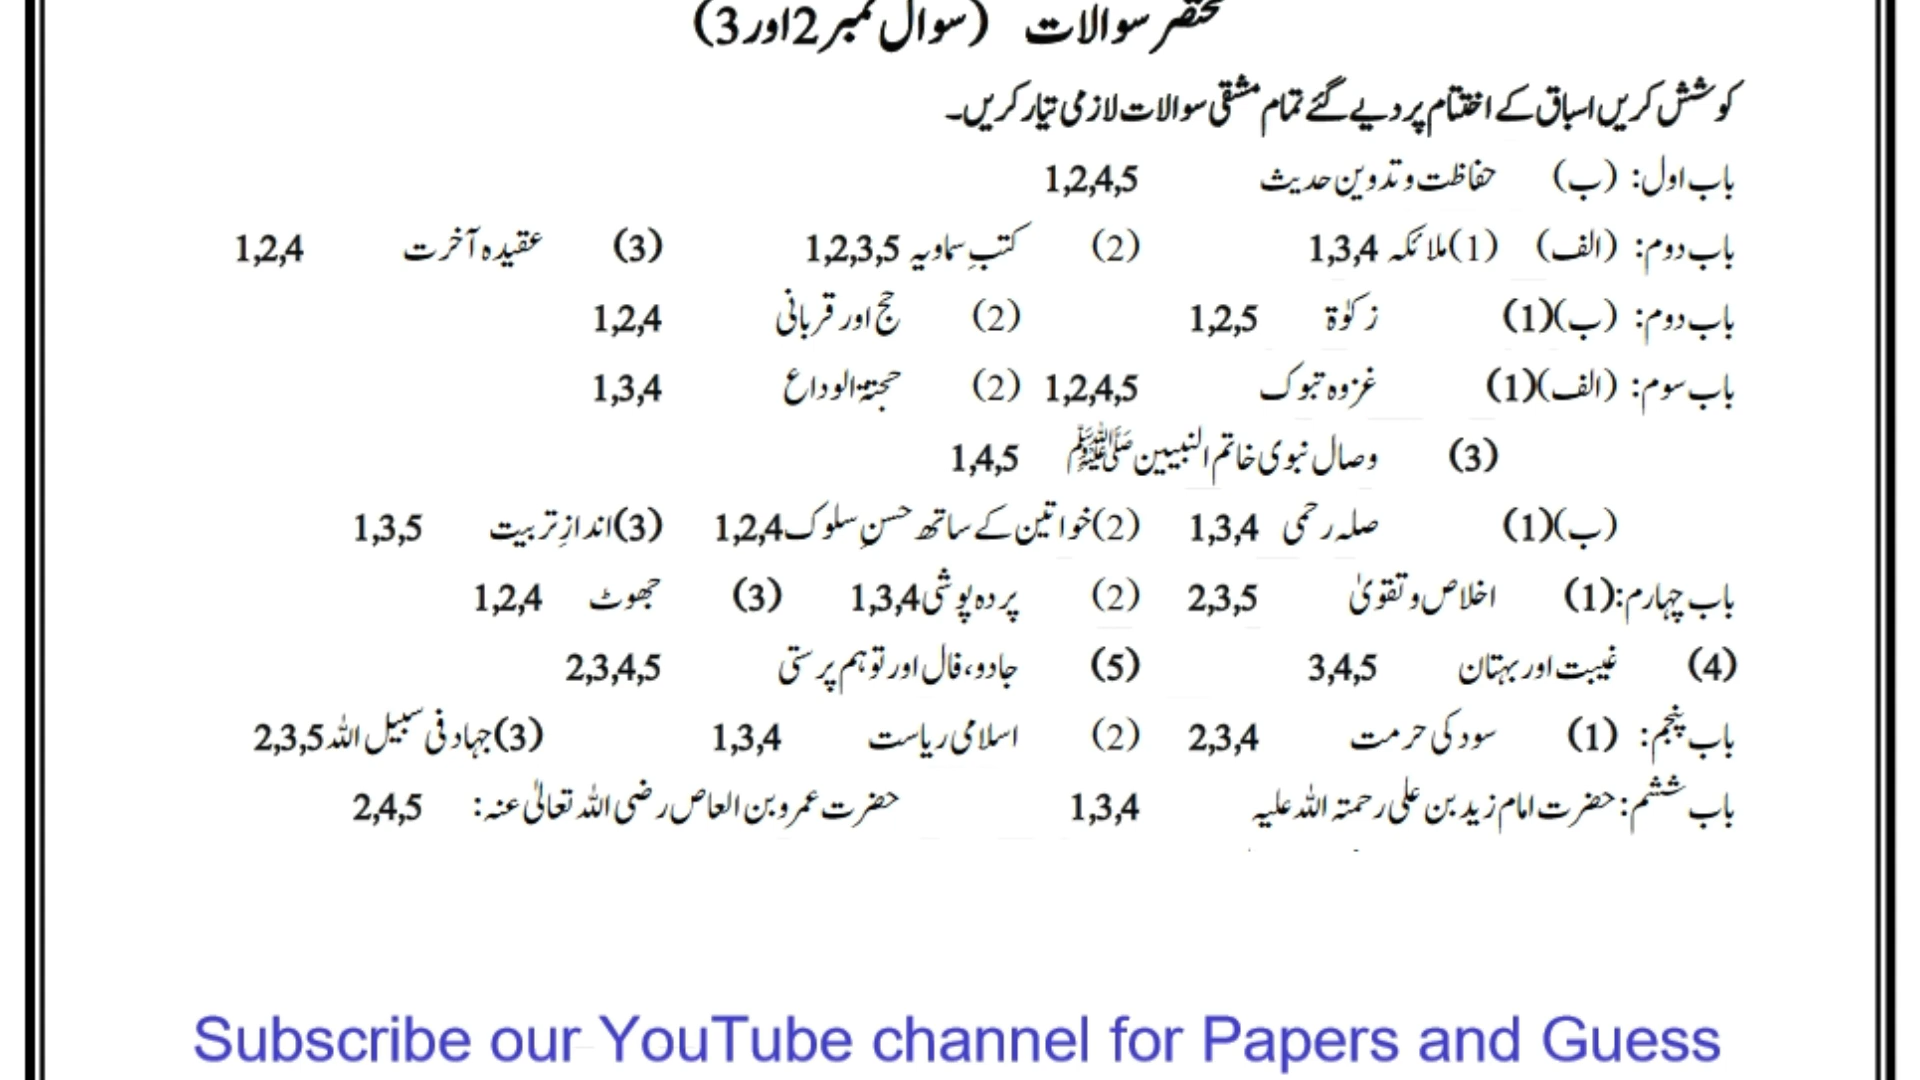 مختصر سوالات (سوال نمبر 2 اور 3)
کوشش کریں اسباق کے اختتام پر دیے گئے تمام مشقی سوالات لازمی تیار کریں۔
باب اول: (ب) حفاظت و تدوین حدیث 1,2,4,5
باب دوم: (الف) (1) ملائکہ 1,3,4 (2) کتبِ سماویہ 1,2,3,5 (3) عقیدہ آخرت 1,2,4
باب دوم: (ب)(1) زکوٰۃ 1,2,5 (2) حج اور قربانی 1,2,4
باب سوم: (الف)(1) غزوہ تبوک 1,2,4,5 (2) حجتۃ الوداع 1,3,4
(3) وصال نبوی خاتم النبیین ﷺ 1,4,5
(ب)(1) صلہ رحمی 1,3,4 (2) خواتین کے ساتھ حسنِ سلوک 1,2,4 (3) اندازِ تربیت 1,3,5
باب چہارم: (1) اخلاص و تقویٰ 2,3,5 (2) پردہ پوشی 1,3,4 (3) جھوٹ 1,2,4
(4) غیبت اور بہتان 3,4,5 (5) جادو، فال اور توہم پرستی 2,3,4,5
باب پنجم: (1) سود کی حرمت 2,3,4 (2) اسلامی ریاست 1,3,4 (3) جہاد فی سبیل اللہ 2,3,5
باب ششم: حضرت امام زید بن علی رحمتہ اللہ علیہ 1,3,4 حضرت عمرو بن العاص رضی اللہ تعالیٰ عنہ: 2,4,5
Subscribe our YouTube channel for Papers and Guess